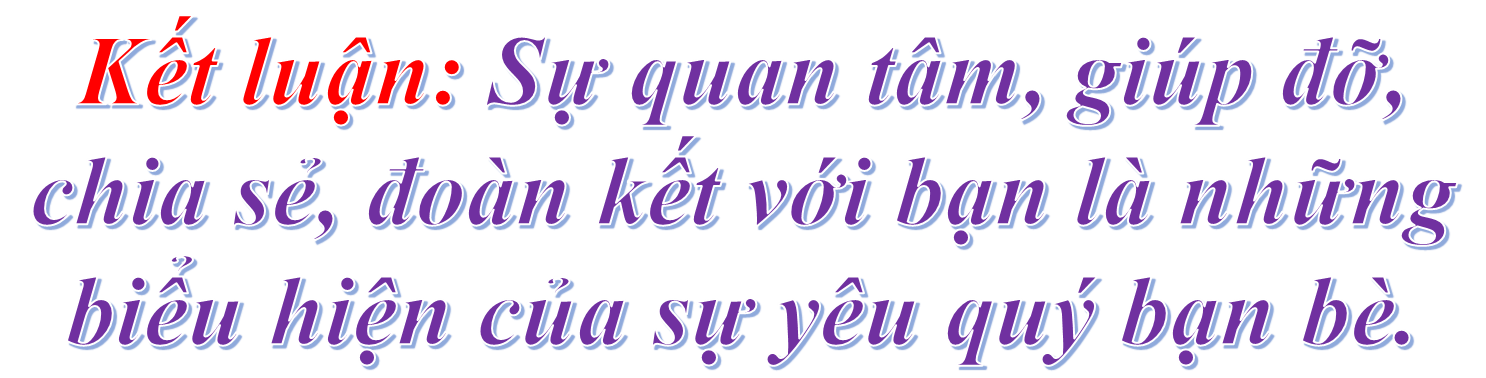 Kết luận: Sự quan tâm, giúp đỡ,
chia sẻ, đoàn kết với bạn là những
biểu hiện của sự yêu quý bạn bè.